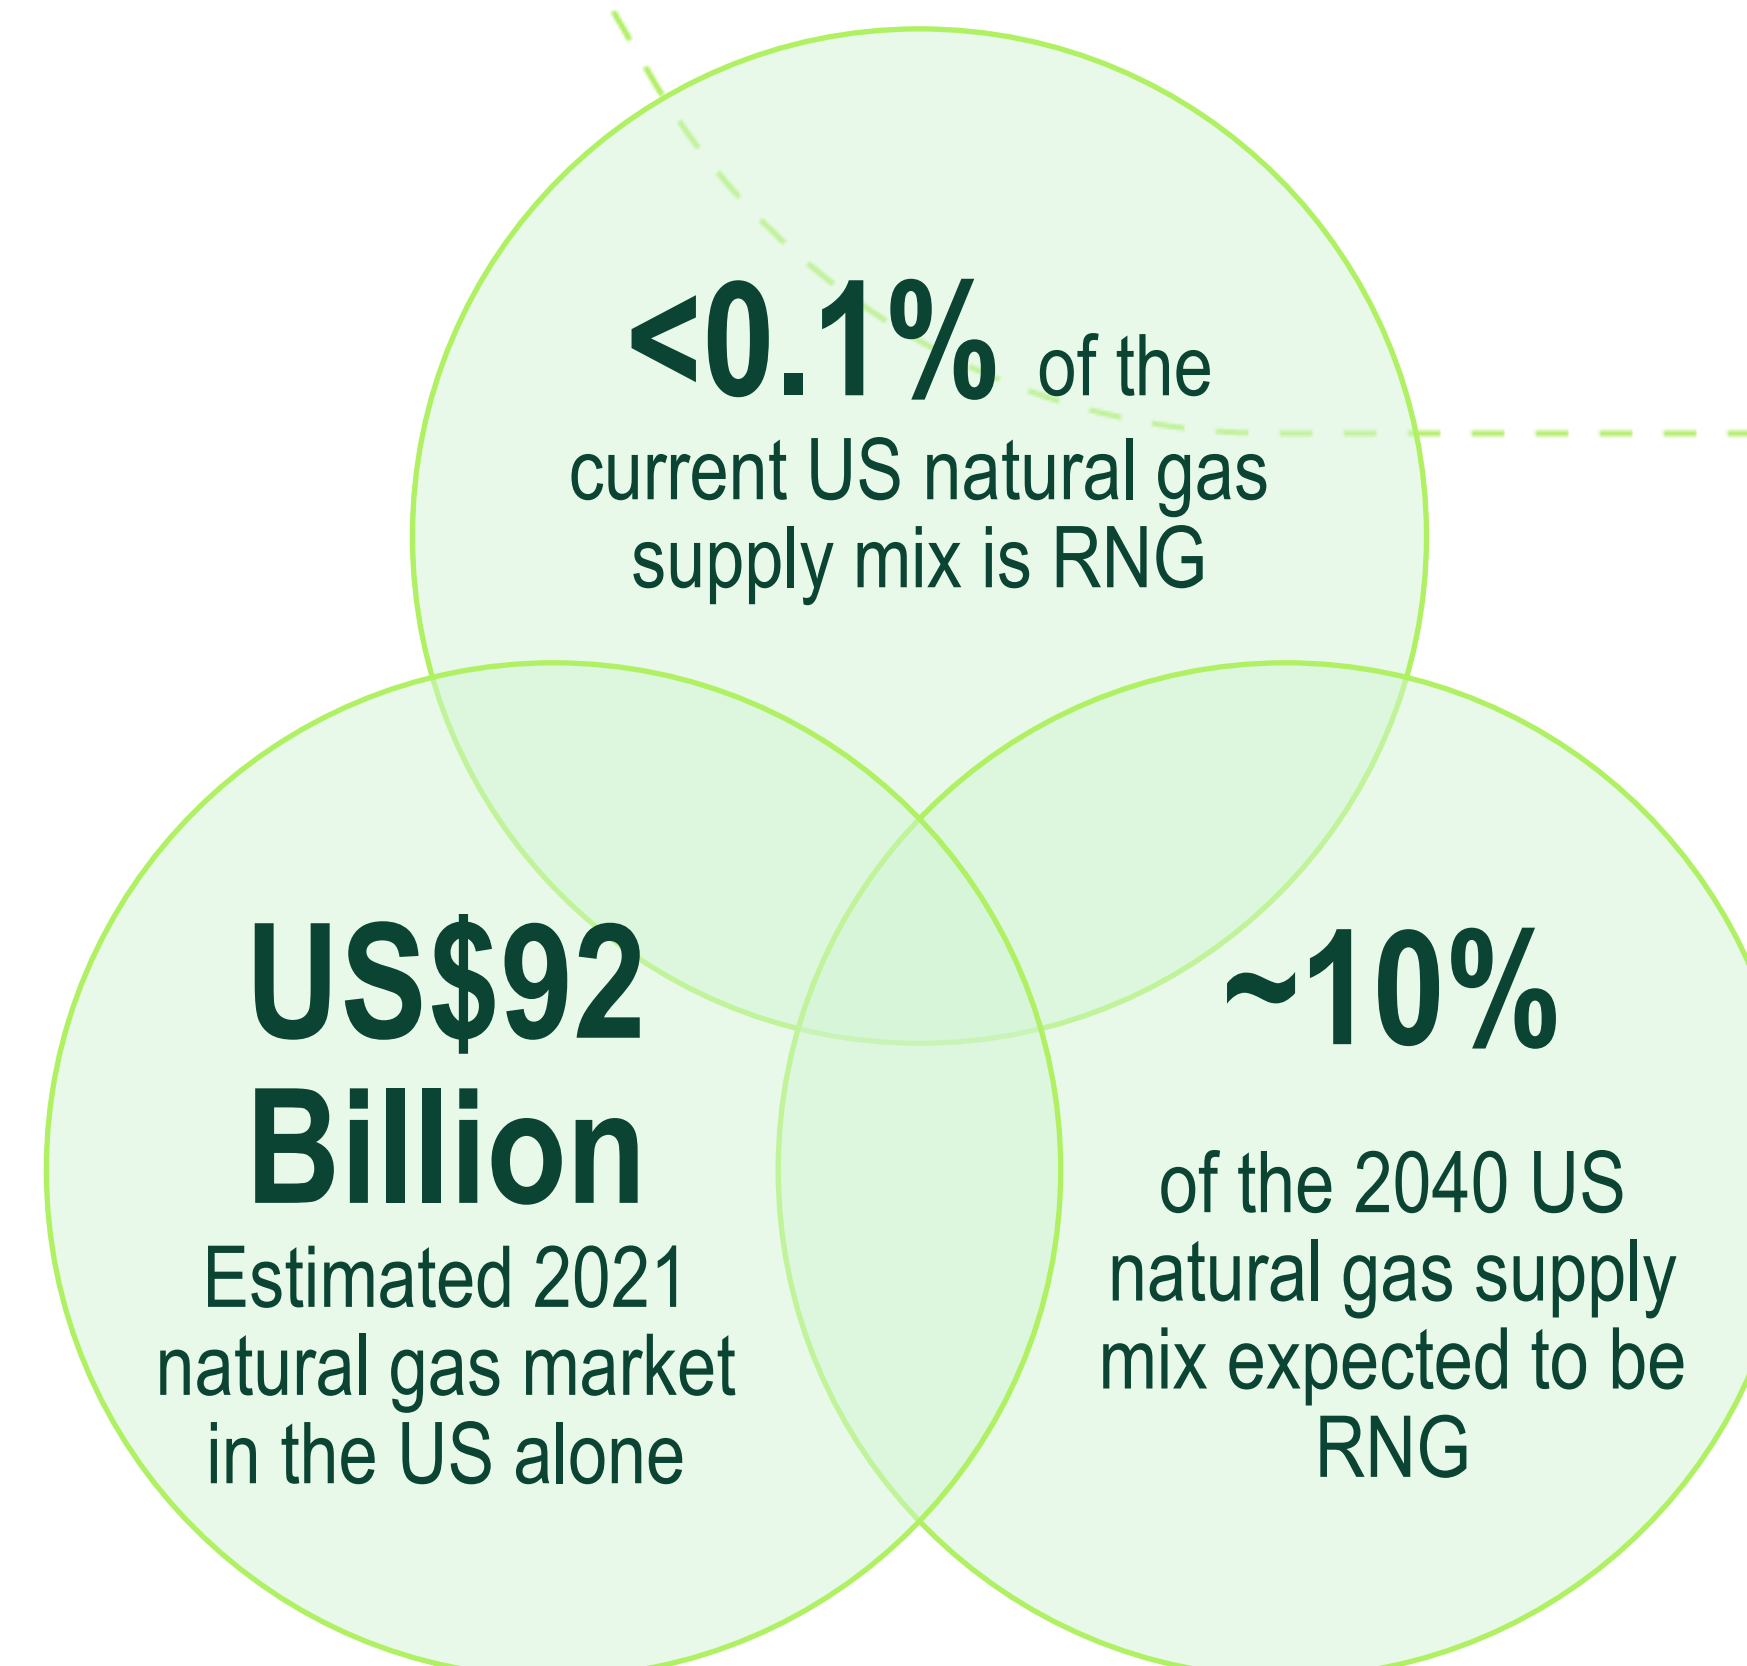 <0.1% of the
current US natural gas
supply mix is RNG
US$92
Billion
Estimated 2021
natural gas market
in the US alone
~10%
of the 2040 US
natural gas supply
mix expected to be
RNG